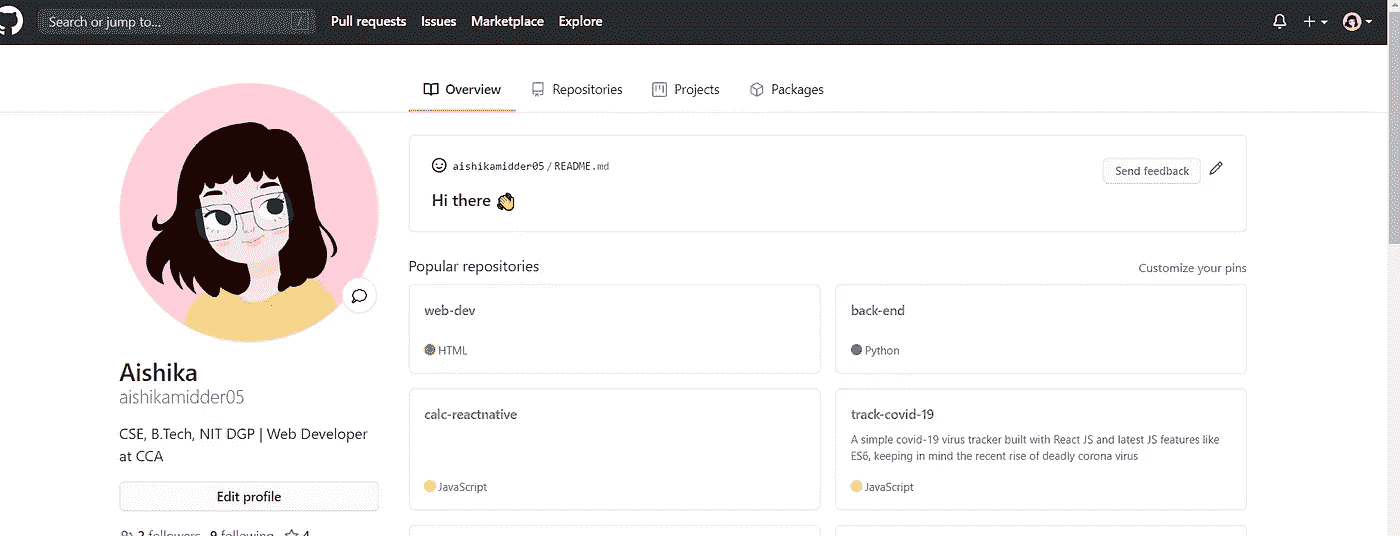 Search or jump to... /
Pull requests
Issues
Marketplace
Explore
Overview
Repositories
Projects
Packages
aishikamidder05/README.md
Send feedback
Hi there 👋
Popular repositories
Customize your pins
web-dev
HTML
back-end
Python
calc-reactnative
JavaScript
track-covid-19
A simple covid-19 virus tracker built with React JS and latest JS features like
ES6, keeping in mind the recent rise of deadly corona virus
JavaScript
Aishika
aishikamidder05
CSE, B.Tech, NIT DGP | Web Developer
at CCA
Edit profile
2 followers 9 following 4